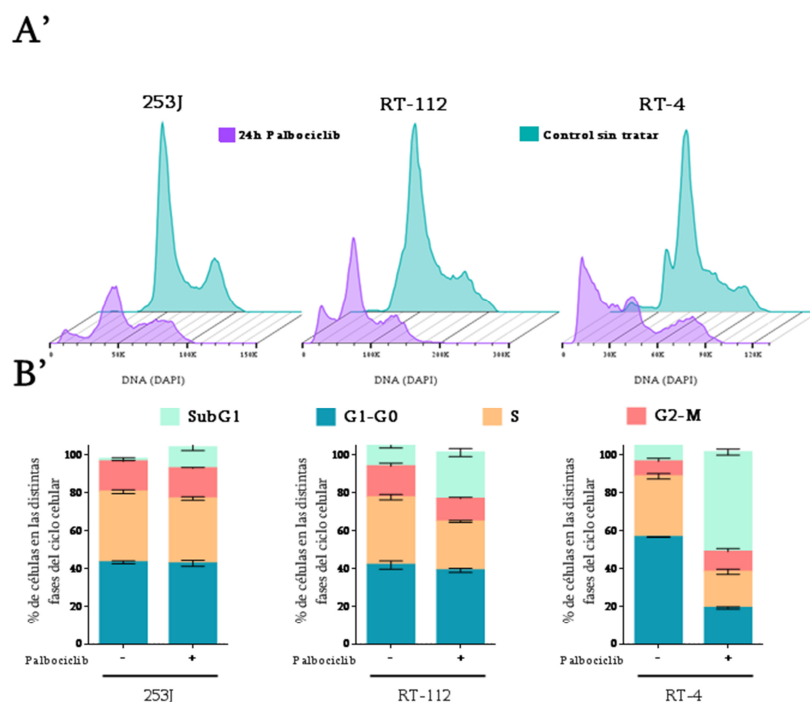 A’
253J
RT-112
RT-4
24h Palbociclib
Control sin tratar
0 50K 100K 150K
0 100K 200K 300K
0 30K 60K 90K 120K
DNA (DAPI)
DNA (DAPI)
DNA (DAPI)
B’
SubG1
G1-G0
S
G2-M
% de células en las distintas
fases del ciclo celular
100
80
60
40
20
0
Palbociclib - +
253J
% de células en las distintas
fases del ciclo celular
100
80
60
40
20
0
Palbociclib - +
RT-112
% de células en las distintas
fases del ciclo celular
100
80
60
40
20
0
Palbociclib - +
RT-4